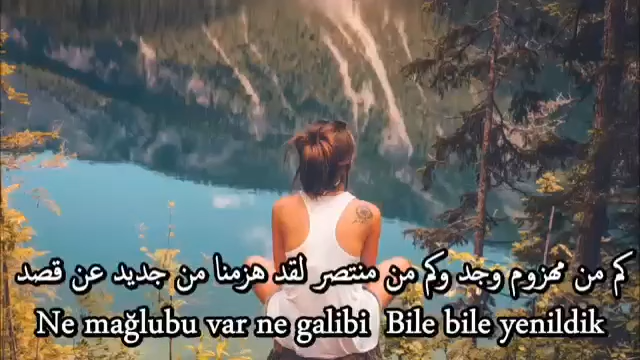 كم من مهزوم وجد وكم من منتصر لقد هزمنا من جديد عن قصد
Ne mağlubu var ne galibi Bile bile yenildik